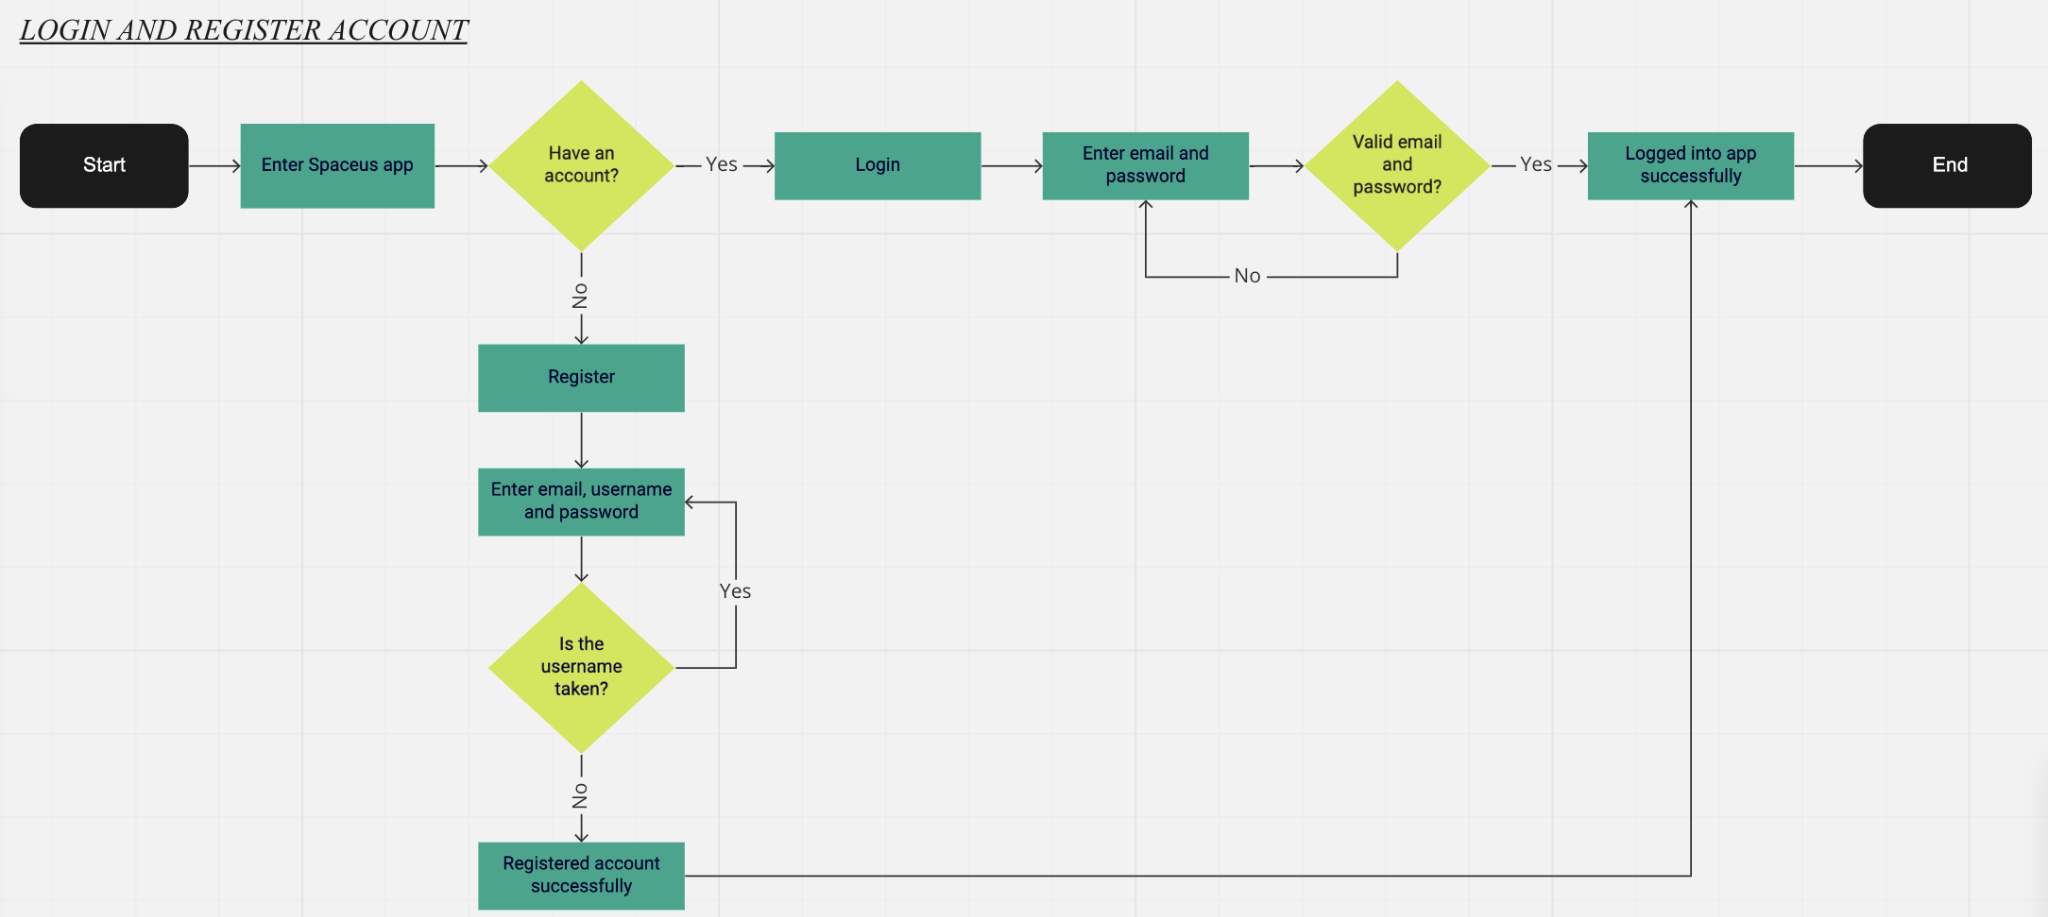 LOGIN AND REGISTER ACCOUNT
Start
Enter Spaceus app
Have an
account?
Yes
Login
Enter email and
password
Valid email
and
password?
Yes
Logged into app
successfully
End
No
No
Register
Enter email, username
and password
Yes
Is the
username
taken?
No
Registered account
successfully